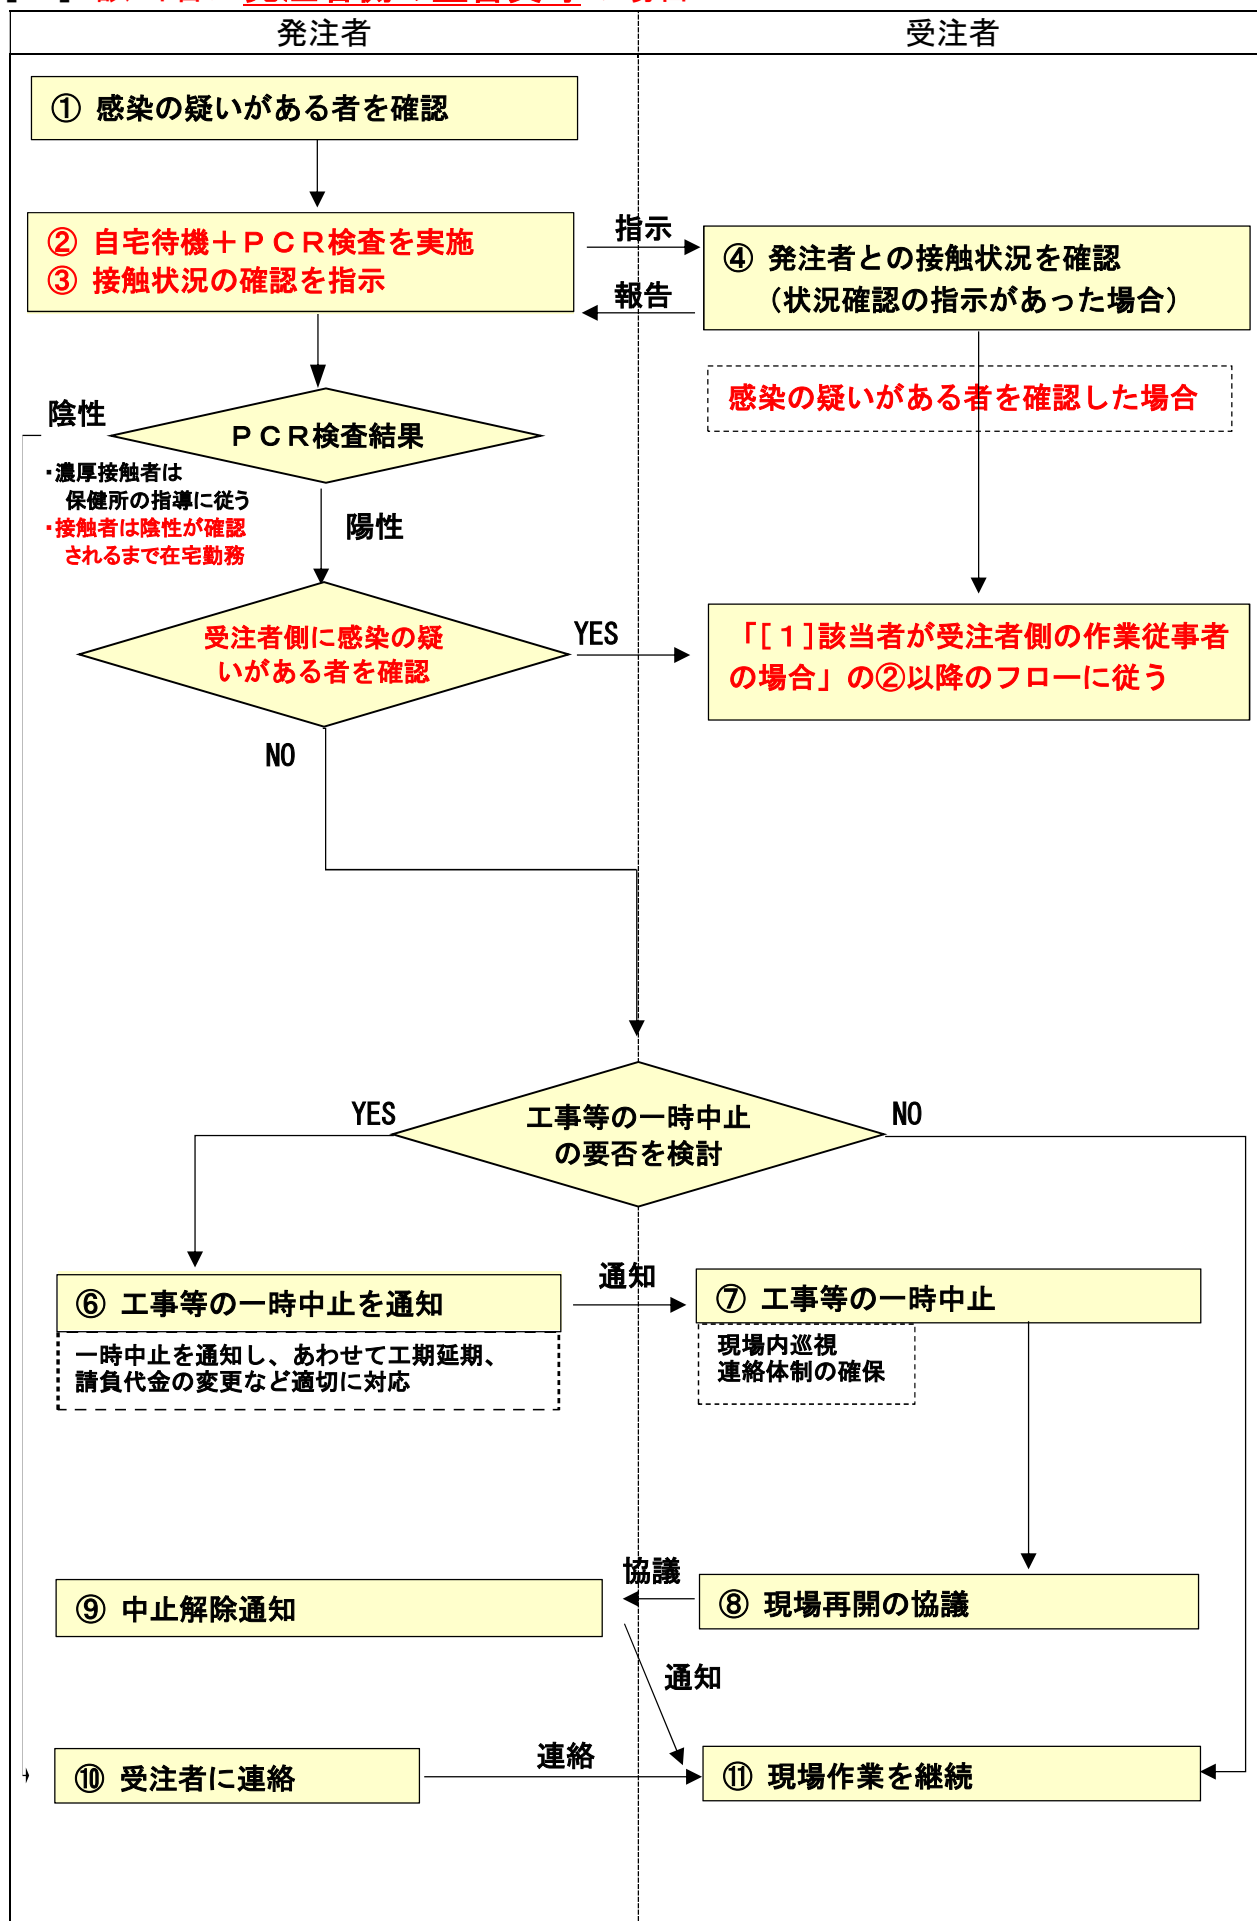 発注者
受注者
① 感染の疑いがある者を確認
② 自宅待機＋ＰＣＲ検査を実施
③ 接触状況の確認を指示
指示
報告
④ 発注者との接触状況を確認
（状況確認の指示があった場合）
感染の疑いがある者を確認した場合
陰性
ＰＣＲ検査結果
・濃厚接触者は
保健所の指導に従う
・接触者は陰性が確認
されるまで在宅勤務
陽性
受注者側に感染の疑
いがある者を確認
YES
「[１]該当者が受注者側の作業従事者
の場合」の②以降のフローに従う
NO
YES
工事等の一時中止
の要否を検討
NO
⑥ 工事等の一時中止を通知
通知
⑦ 工事等の一時中止
一時中止を通知し、あわせて工期延期、
請負代金の変更など適切に対応
現場内巡視
連絡体制の確保
⑨ 中止解除通知
協議
⑧ 現場再開の協議
通知
⑩ 受注者に連絡
連絡
⑪ 現場作業を継続